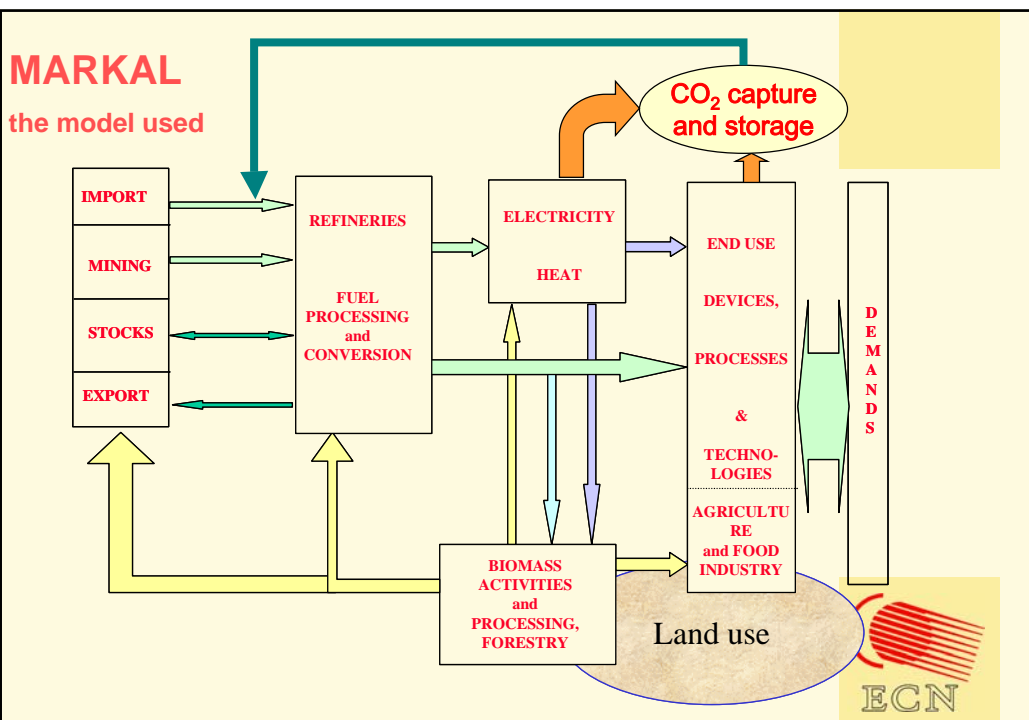 MARKAL
the model used
CO₂ capture
and storage
IMPORT
MINING
STOCKS
EXPORT
REFINERIES
FUEL
PROCESSING
and
CONVERSION
ELECTRICITY
HEAT
END USE
DEVICES,
PROCESSES
&
TECHNO-
LOGIES
AGRICULTU
RE
and FOOD
INDUSTRY
D
E
M
A
N
D
S
BIOMASS
ACTIVITIES
and
PROCESSING,
FORESTRY
Land use
ECN